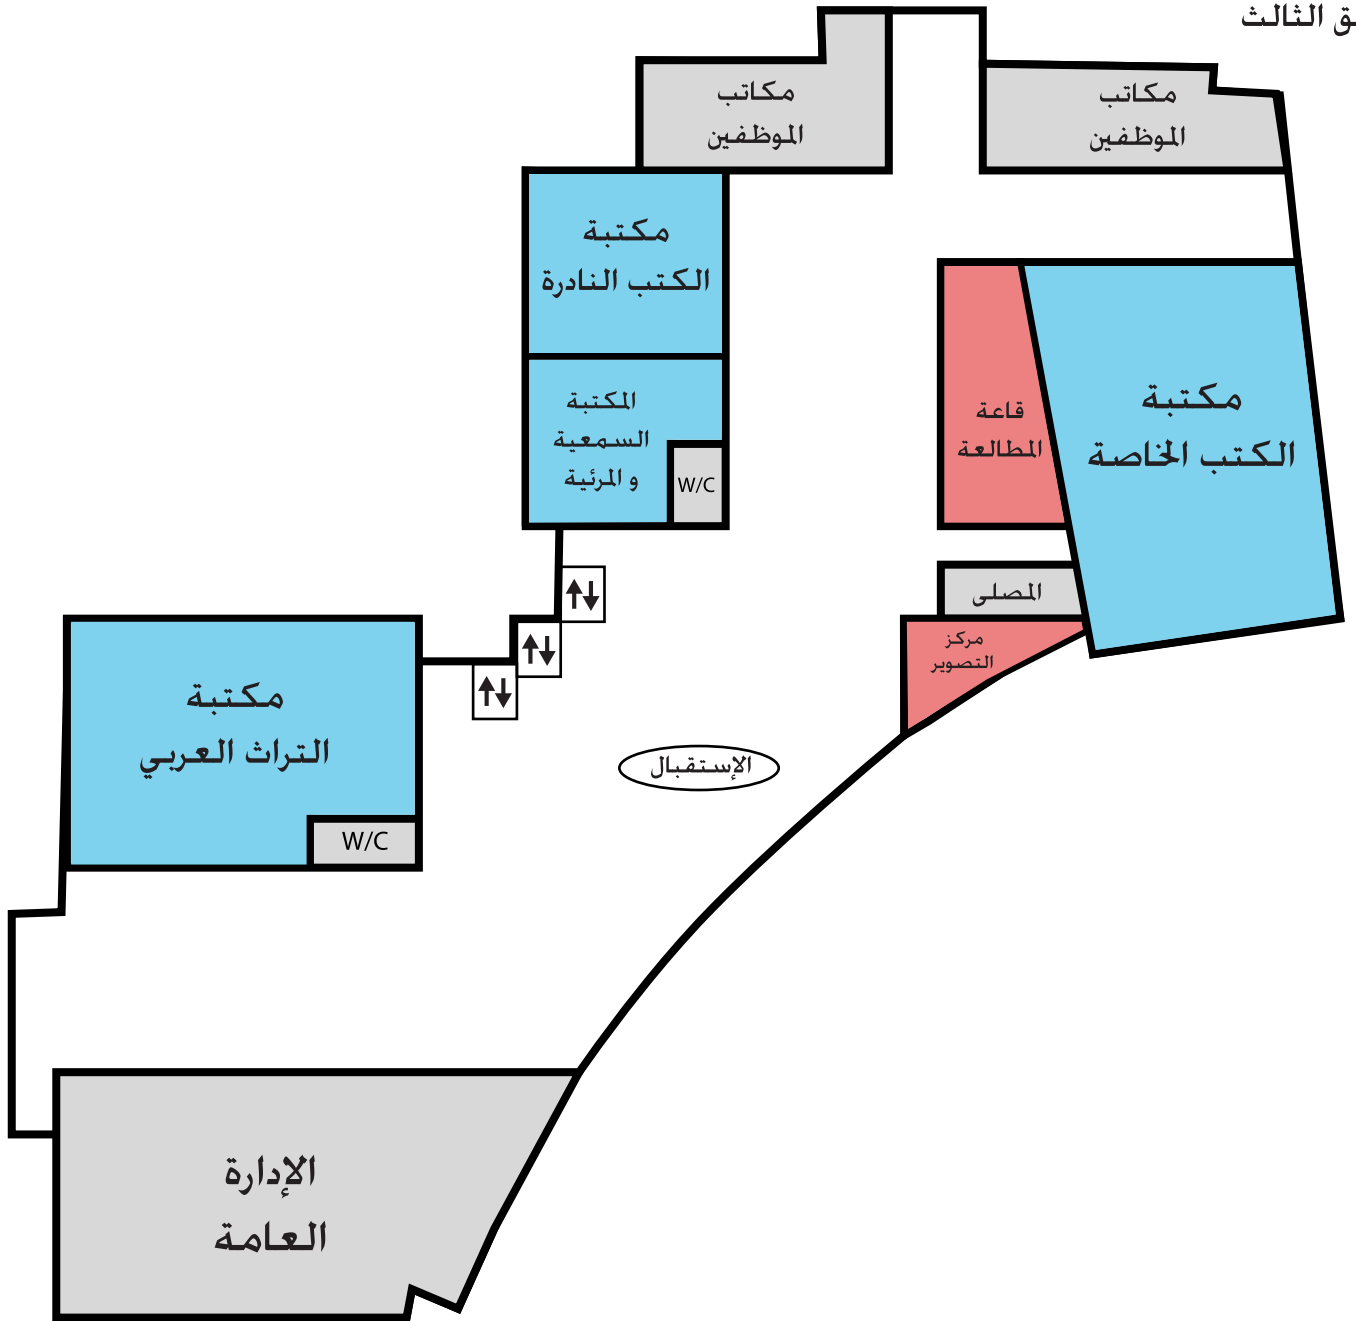 ق الثالث
مكاتب
الموظفين
مكاتب
الموظفين
مكتبة
الكتب النادرة
المكتبة
السمعية
و المرئية
W/C
قاعة
المطالعة
مكتبة
الكتب الخاصة
المصلى
مركز
التصوير
مكتبة
التراث العربي
W/C
الإستقبال
الإدارة
العامة